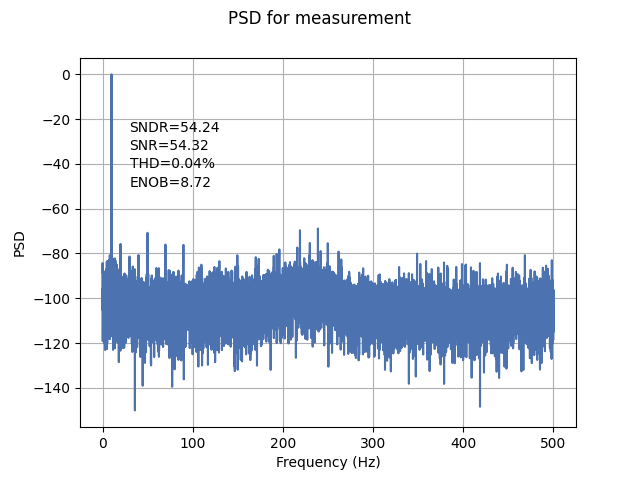 PSD for measurement
0
−20
−40
−60
−80
−100
−120
−140
PSD
SNDR=54.24
SNR=54.32
THD=0.04%
ENOB=8.72
0 100 200 300 400 500
Frequency (Hz)